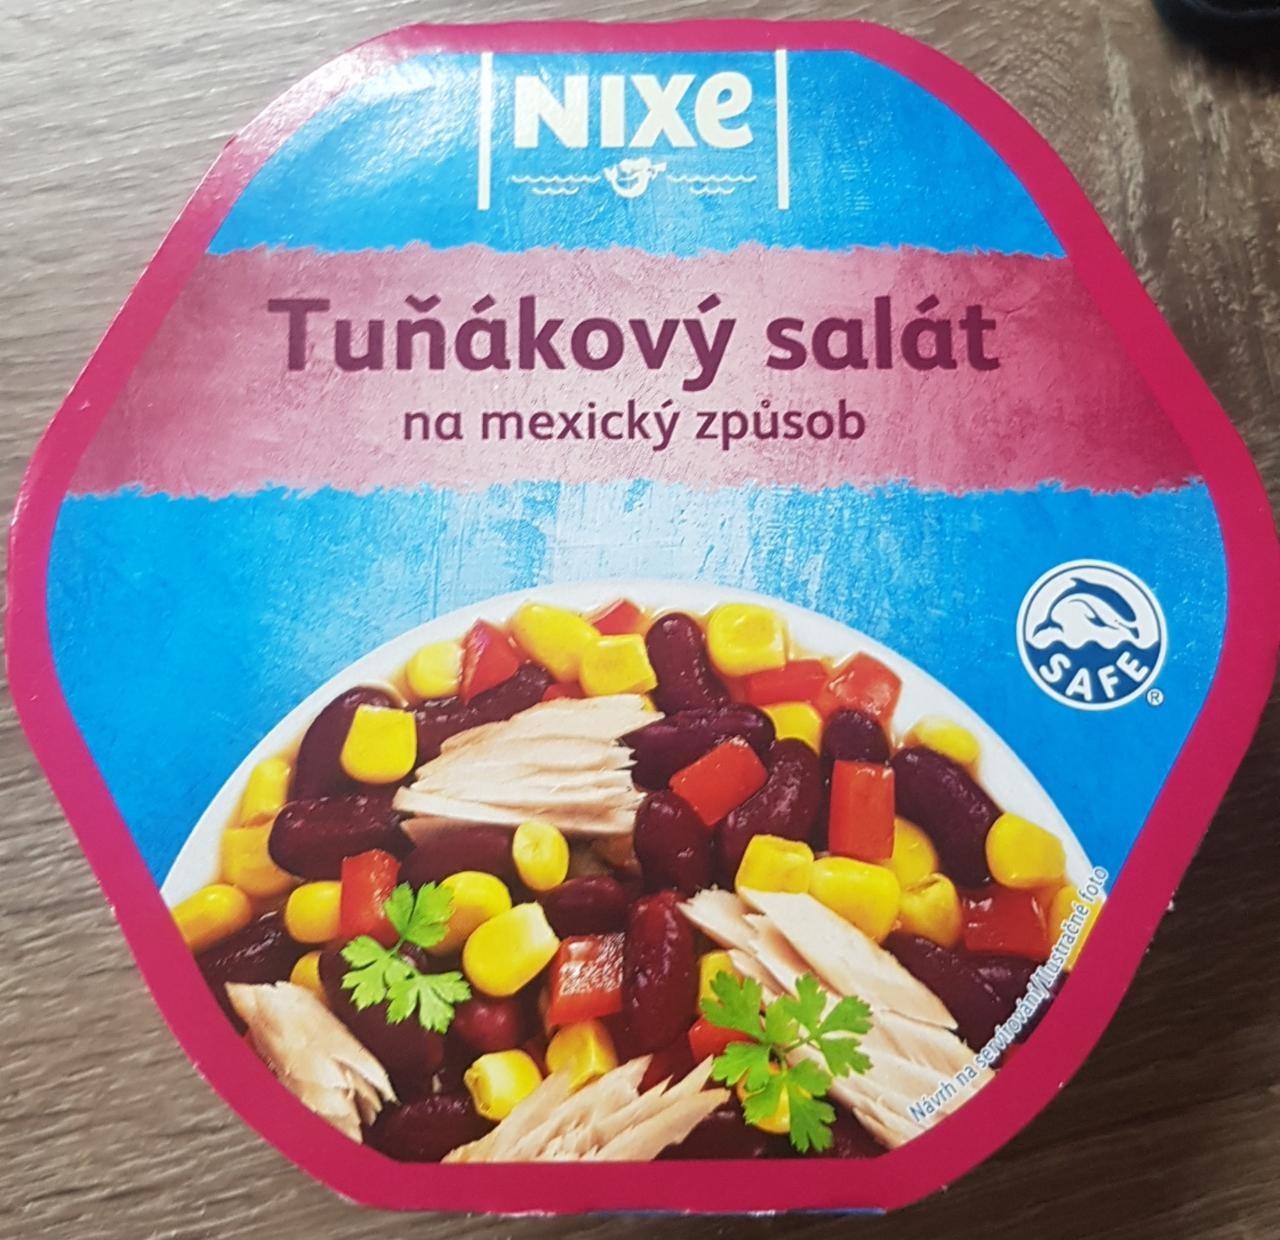 NIXe
Tuňákový salát
na mexický způsob
SAFE
®
Návrh na servírování/Ilustračné foto